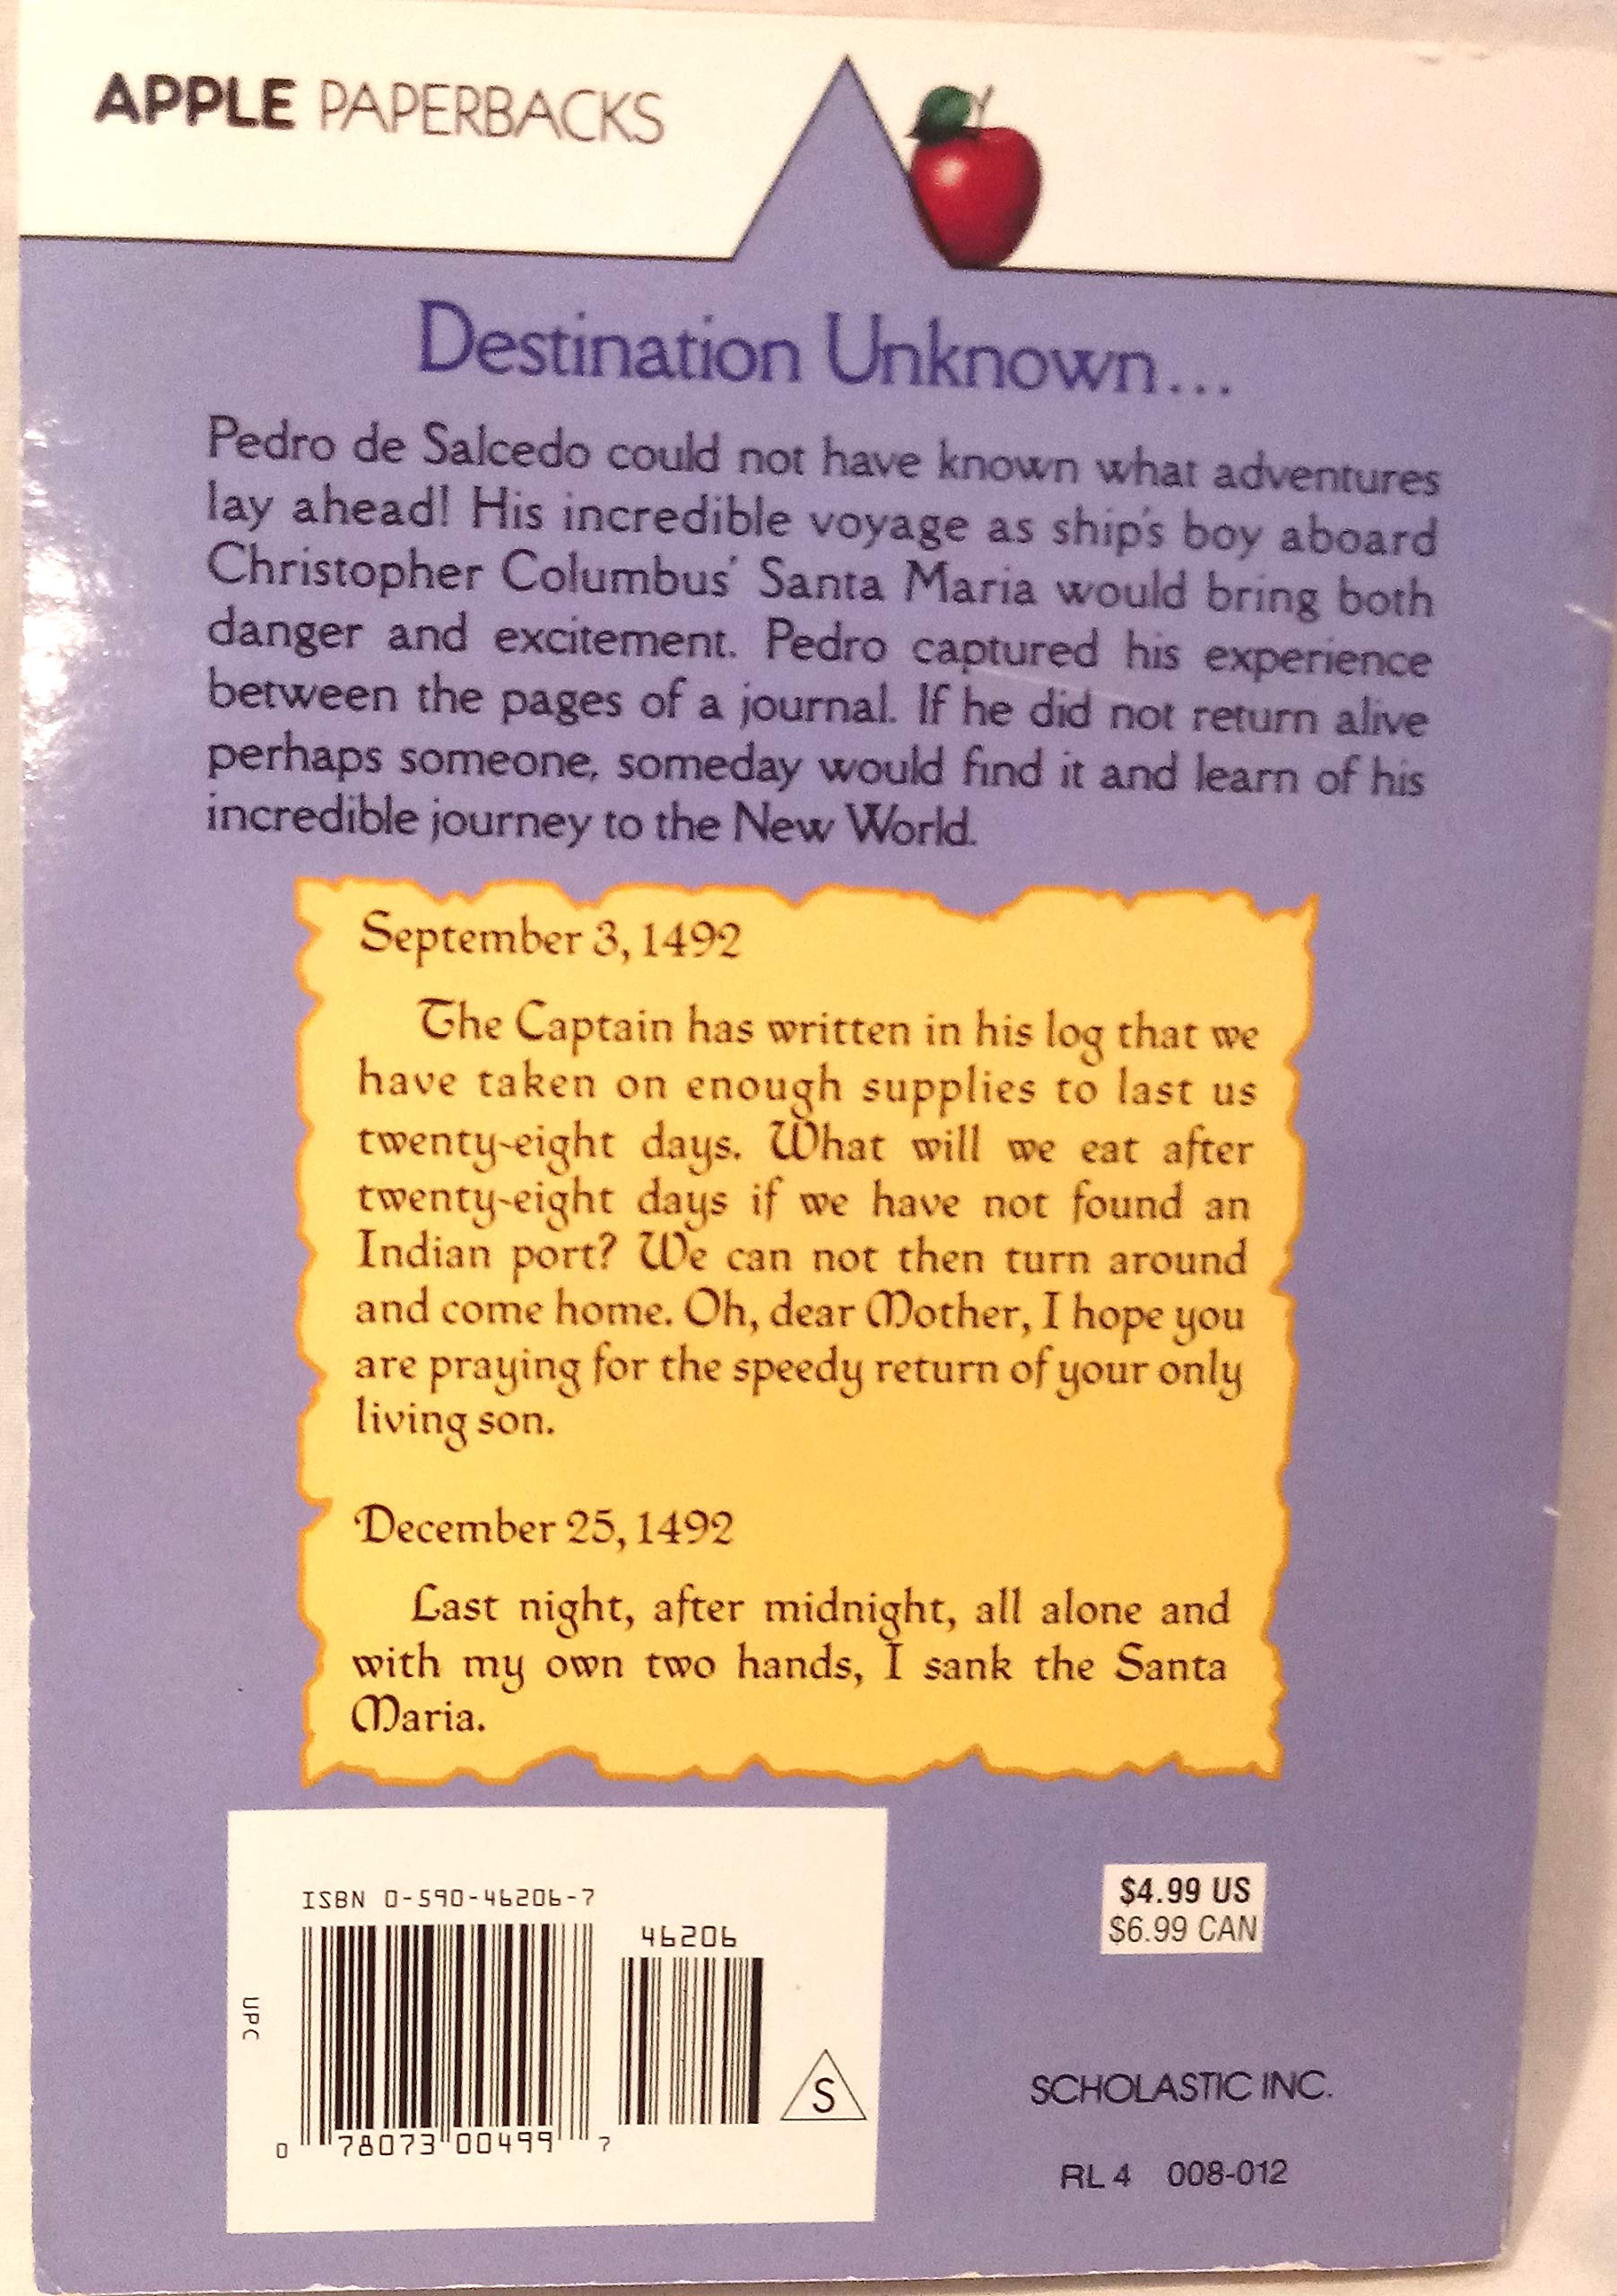 APPLE PAPERBACKS
Destination Unknown...
Pedro de Salcedo could not have known what adventures
lay ahead! His incredible voyage as ship's boy aboard
Christopher Columbus' Santa Maria would bring both
danger and excitement. Pedro captured his experience
between the pages of a journal. If he did not return alive
perhaps someone, someday would find it and learn of his
incredible journey to the New World.
September 3, 1492
The Captain has written in his log that we
have taken on enough supplies to last us
twenty-eight days. What will we eat after
twenty-eight days if we have not found an
Indian port? We can not then turn around
and come home. Oh, dear Mother, I hope you
are praying for the speedy return of your only
living son.
December 25, 1492
Last night, after midnight, all alone and
with my own two hands, I sank the Santa
Maria.
ISBN 0-590-46206-7
46206
UPC
0 78073 00499 7
S
$4.99 US
$6.99 CAN
SCHOLASTIC INC.
RL 4 008-012